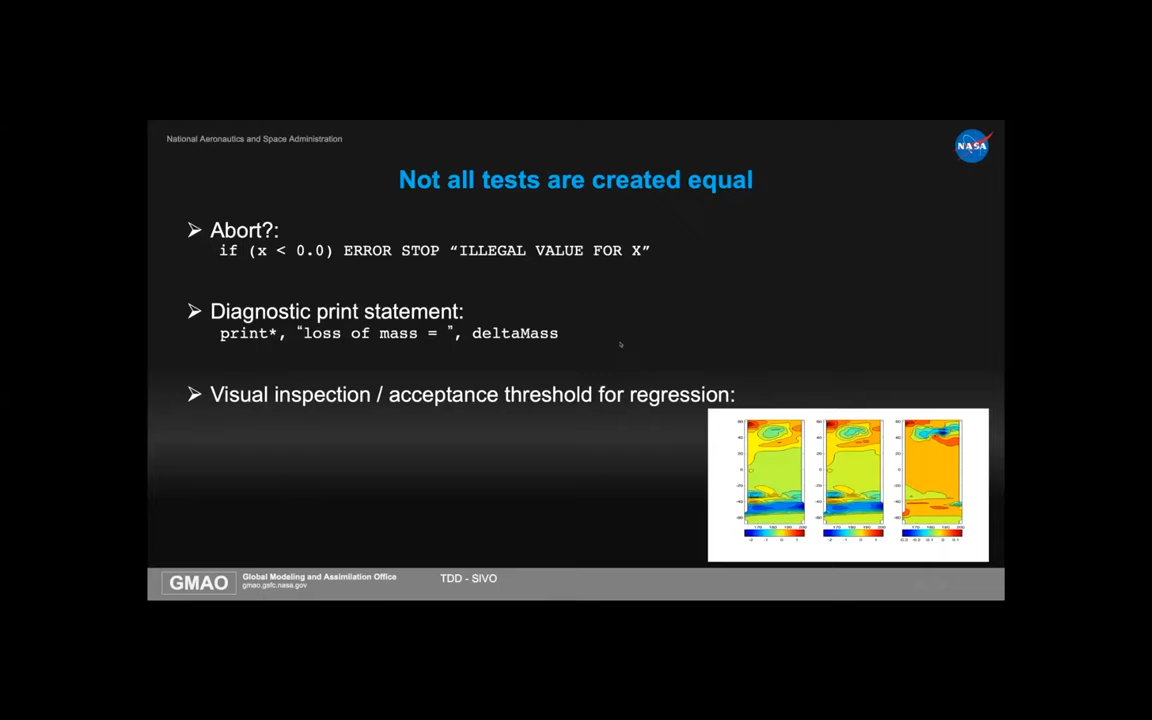 National Aeronautics and Space Administration
NASA
Not all tests are created equal
➢ Abort?:
if (x < 0.0) ERROR STOP “ILLEGAL VALUE FOR X”
➢ Diagnostic print statement:
print*, “loss of mass = ”, deltaMass
➢ Visual inspection / acceptance threshold for regression:
GMAO
Global Modeling and Assimilation Office
gmao.gsfc.nasa.gov
TDD - SIVO